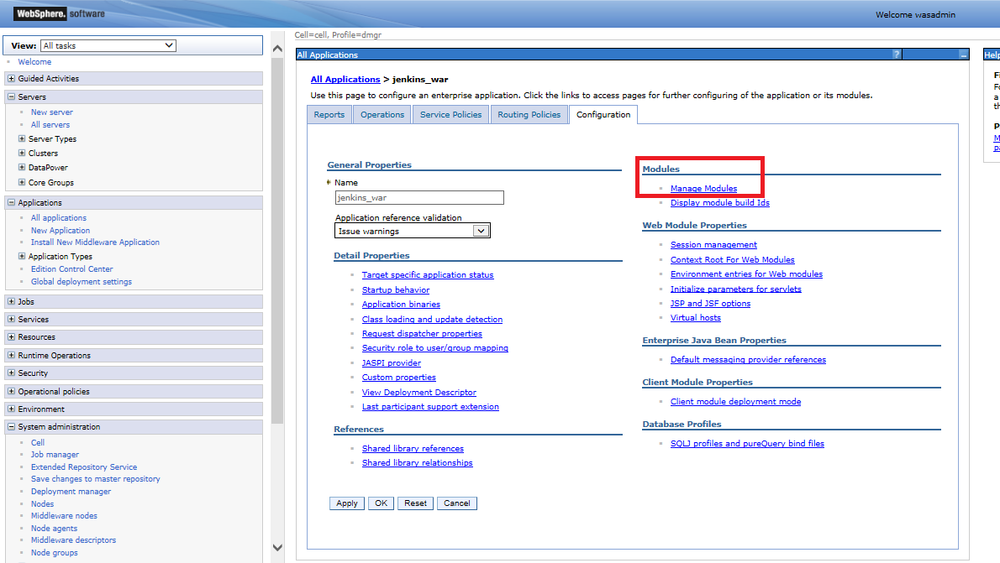 WebSphere. software
Welcome wasadmin
View: All tasks
Welcome
Guided Activities
Servers
New server
All servers
Server Types
Clusters
DataPower
Core Groups
Applications
All applications
New Application
Install New Middleware Application
Application Types
Edition Control Center
Global deployment settings
Jobs
Services
Resources
Runtime Operations
Security
Operational policies
Environment
System administration
Cell
Job manager
Extended Repository Service
Save changes to master repository
Deployment manager
Nodes
Middleware nodes
Node agents
Middleware descriptors
Node groups
Cell=cell, Profile=dmgr
All Applications
?
All Applications > jenkins_war
Use this page to configure an enterprise application. Click the links to access pages for further configuring of the application or its modules.
Reports Operations Service Policies Routing Policies Configuration
General Properties
Name
jenkins_war
Application reference validation
Issue warnings
Detail Properties
Target specific application status
Startup behavior
Application binaries
Class loading and update detection
Request dispatcher properties
Security role to user/group mapping
JASPI provider
Custom properties
View Deployment Descriptor
Last participant support extension
References
Shared library references
Shared library relationships
Modules
Manage Modules
Display module build Ids
Web Module Properties
Session management
Context Root For Web Modules
Environment entries for Web modules
Initialize parameters for servlets
JSP and JSF options
Virtual hosts
Enterprise Java Bean Properties
Default messaging provider references
Client Module Properties
Client module deployment mode
Database Profiles
SQLJ profiles and pureQuery bind files
Apply OK Reset Cancel
Help